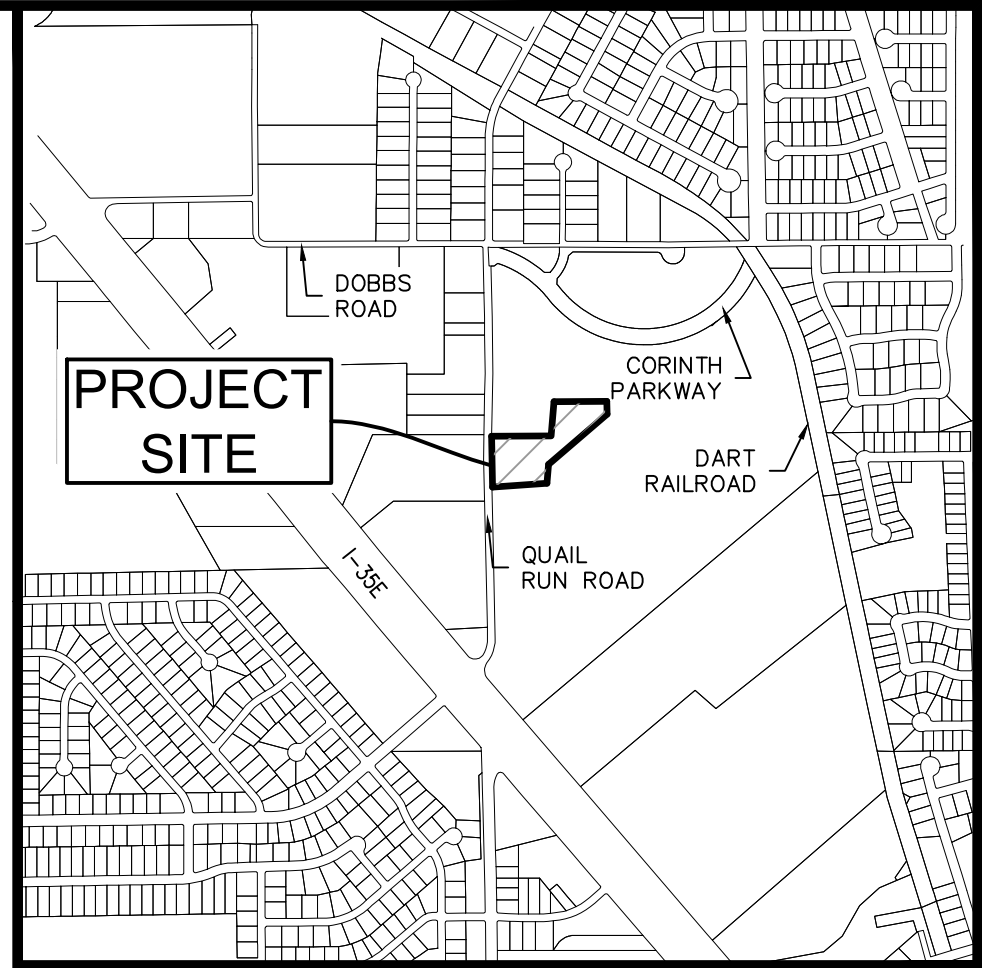 DOBBS
ROAD
CORINTH
PARKWAY
PROJECT
SITE
DART
RAILROAD
QUAIL
RUN ROAD
I-35E